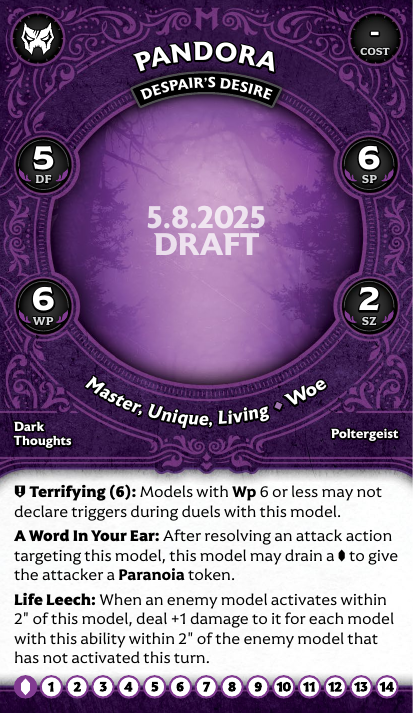 -
COST
PANDORA
DESPAIR'S DESIRE
5
DF
6
SP
5.8.2025
DRAFT
6
WP
2
SZ
Master, Unique, Living ♦ Woe
Dark
Thoughts
Poltergeist
Terrifying (6): Models with Wp 6 or less may not
declare triggers during duels with this model.
A Word In Your Ear: After resolving an attack action
targeting this model, this model may drain a ⬧ to give
the attacker a Paranoia token.
Life Leech: When an enemy model activates within
2" of this model, deal +1 damage to it for each model
with this ability within 2" of the enemy model that
has not activated this turn.
1 2 3 4 5 6 7 8 9 10 11 12 13 14